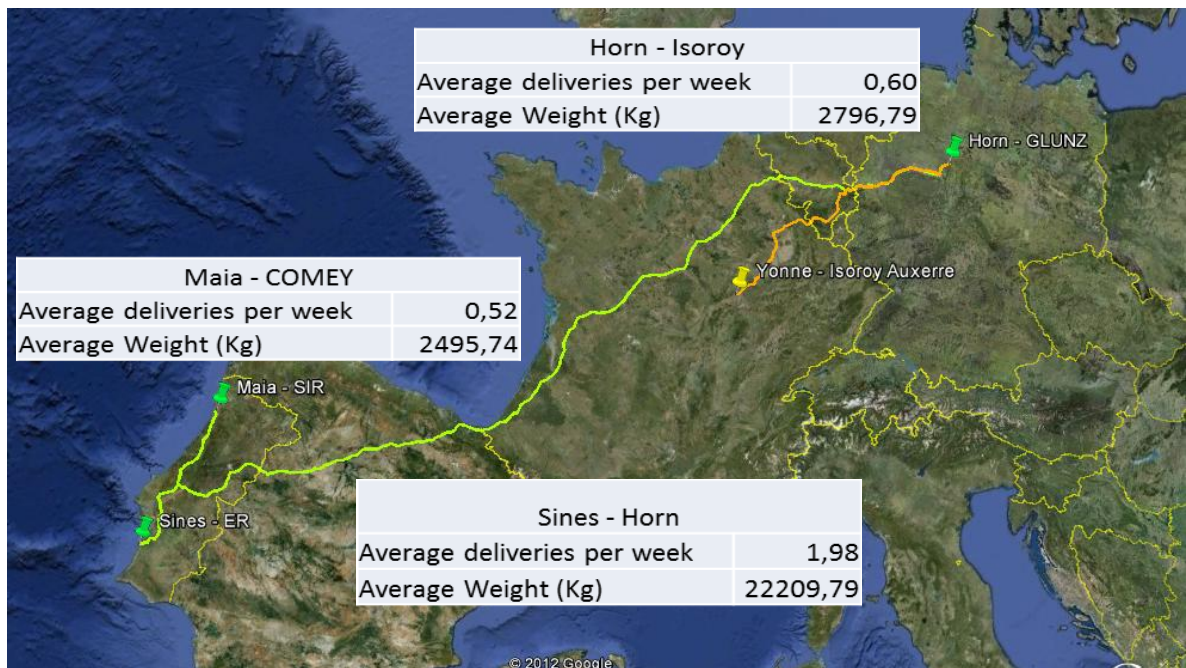 Horn - Isoroy
Average deliveries per week 0,60
Average Weight (Kg) 2796,79
Horn - GLUNZ
Yonne - Isoroy Auxerre
Maia - COMEY
Average deliveries per week 0,52
Average Weight (Kg) 2495,74
Maia - SIR
Sines - ER
Sines - Horn
Average deliveries per week 1,98
Average Weight (Kg) 22209,79
© 2012 Google